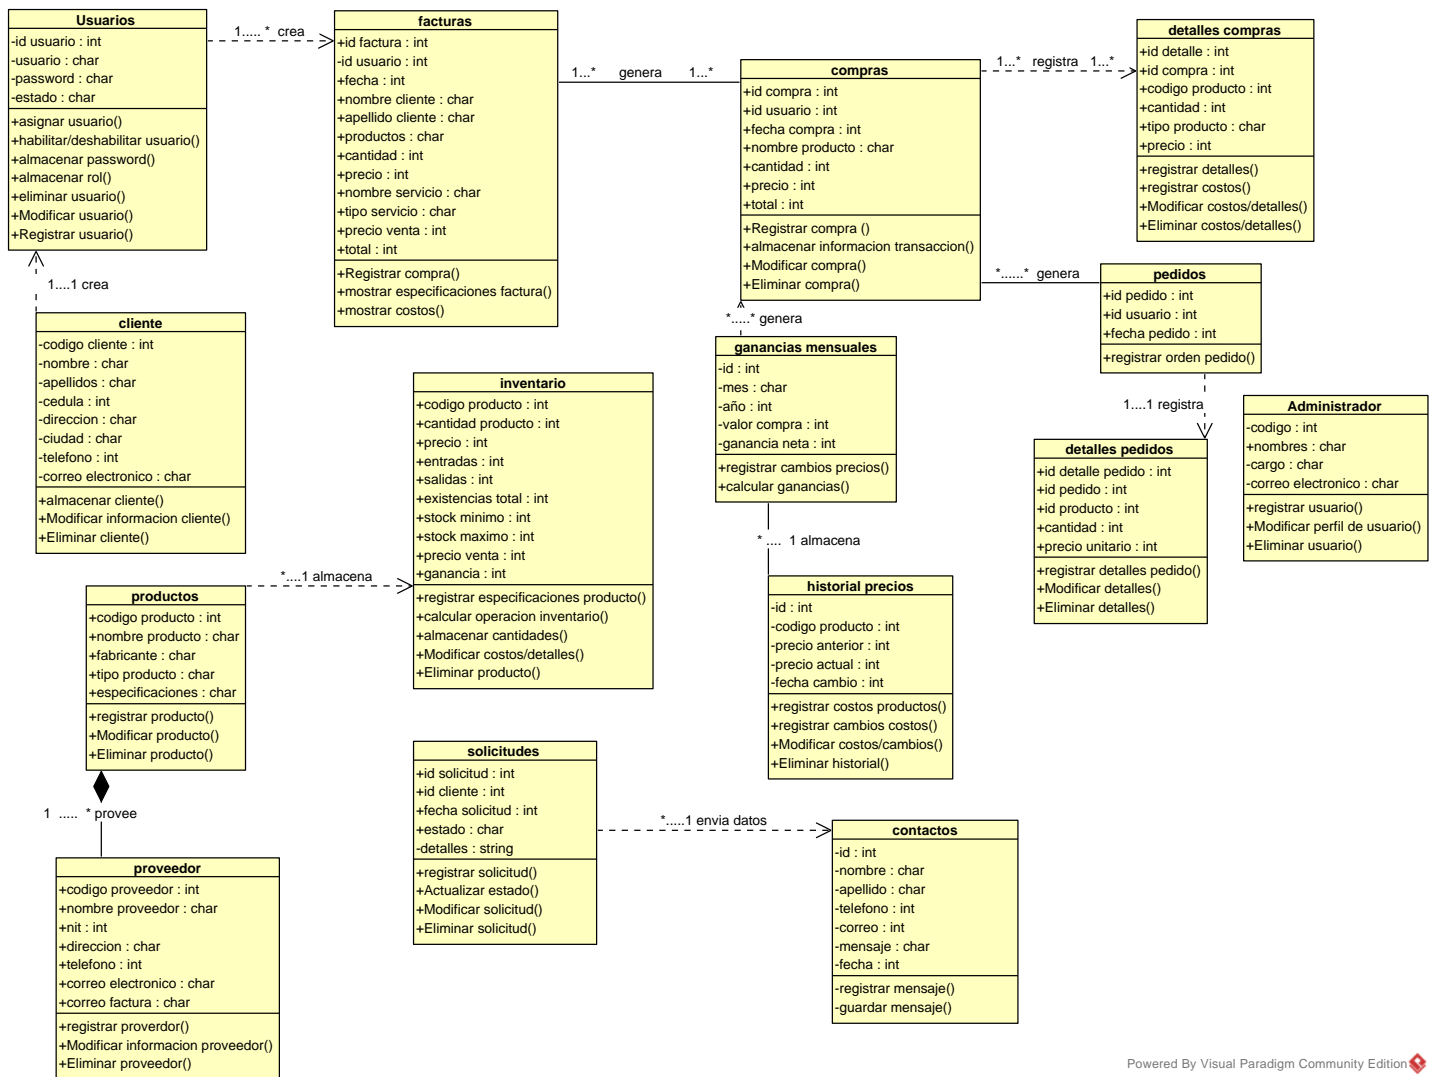 Usuarios
-id usuario : int
-usuario : char
-password : char
-estado : char
+asignar usuario()
+habilitar/deshabilitar usuario()
+almacenar password()
+almacenar rol()
+eliminar usuario()
+Modificar usuario()
+Registrar usuario()
1..... * crea
facturas
+id factura : int
-id usuario : int
+fecha : int
+nombre cliente : char
+apellido cliente : char
+productos : char
+cantidad : int
+precio : int
+nombre servicio : char
+tipo servicio : char
+precio venta : int
+total : int
+Registrar compra()
+mostrar especificaciones factura()
+mostrar costos()
1...* genera 1...*
compras
+id compra : int
+id usuario : int
+fecha compra : int
+nombre producto : char
+cantidad : int
+precio : int
+total : int
+Registrar compra ()
+almacenar informacion transaccion()
+Modificar compra()
+Eliminar compra()
1...* registra 1...*
detalles compras
+id detalle : int
+id compra : int
+codigo producto : int
+cantidad : int
+tipo producto : char
+precio : int
+registrar detalles()
+registrar costos()
+Modificar costos/detalles()
+Eliminar costos/detalles()
*......* genera
pedidos
+id pedido : int
+id usuario : int
+fecha pedido : int
+registrar orden pedido()
1....1 crea
cliente
-codigo cliente : int
-nombre : char
-apellidos : char
-cedula : int
-direccion : char
-ciudad : char
-telefono : int
-correo electronico : char
+almacenar cliente()
+Modificar informacion cliente()
+Eliminar cliente()
*.....* genera
ganancias mensuales
-id : int
-mes : char
-año : int
-valor compra : int
-ganancia neta : int
+registrar cambios precios()
+calcular ganancias()
inventario
+codigo producto : int
+cantidad producto : int
+precio : int
+entradas : int
+salidas : int
+existencias total : int
+stock minimo : int
+stock maximo : int
+precio venta : int
+ganancia : int
+registrar especificaciones producto()
+calcular operacion inventario()
+almacenar cantidades()
+Modificar costos/detalles()
+Eliminar producto()
1....1 registra
detalles pedidos
+id detalle pedido : int
+id pedido : int
+id producto : int
+cantidad : int
+precio unitario : int
+registrar detalles pedido()
+Modificar detalles()
+Eliminar detalles()
Administrador
-codigo : int
+nombres : char
-cargo : char
-correo electronico : char
+registrar usuario()
+Modificar perfil de usuario()
+Eliminar usuario()
* .... 1 almacena
historial precios
-id : int
-codigo producto : int
-precio anterior : int
-precio actual : int
-fecha cambio : int
+registrar costos productos()
+registrar cambios costos()
+Modificar costos/cambios()
+Eliminar historial()
*....1 almacena
productos
+codigo producto : int
+nombre producto : char
+fabricante : char
+tipo producto : char
+especificaciones : char
+registrar producto()
+Modificar producto()
+Eliminar producto()
1 ..... * provee
proveedor
+codigo proveedor : int
+nombre proveedor : char
+nit : int
+direccion : char
+telefono : int
+correo electronico : char
+correo factura : char
+registrar proverdor()
+Modificar informacion proveedor()
+Eliminar proveedor()
solicitudes
+id solicitud : int
+id cliente : int
+fecha solicitud : int
+estado : char
-detalles : string
+registrar solicitud()
+Actualizar estado()
+Modificar solicitud()
+Eliminar solicitud()
*.....1 envia datos
contactos
-id : int
-nombre : char
-apellido : char
-telefono : int
-correo : int
-mensaje : char
-fecha : int
-registrar mensaje()
-guardar mensaje()
Powered By Visual Paradigm Community Edition